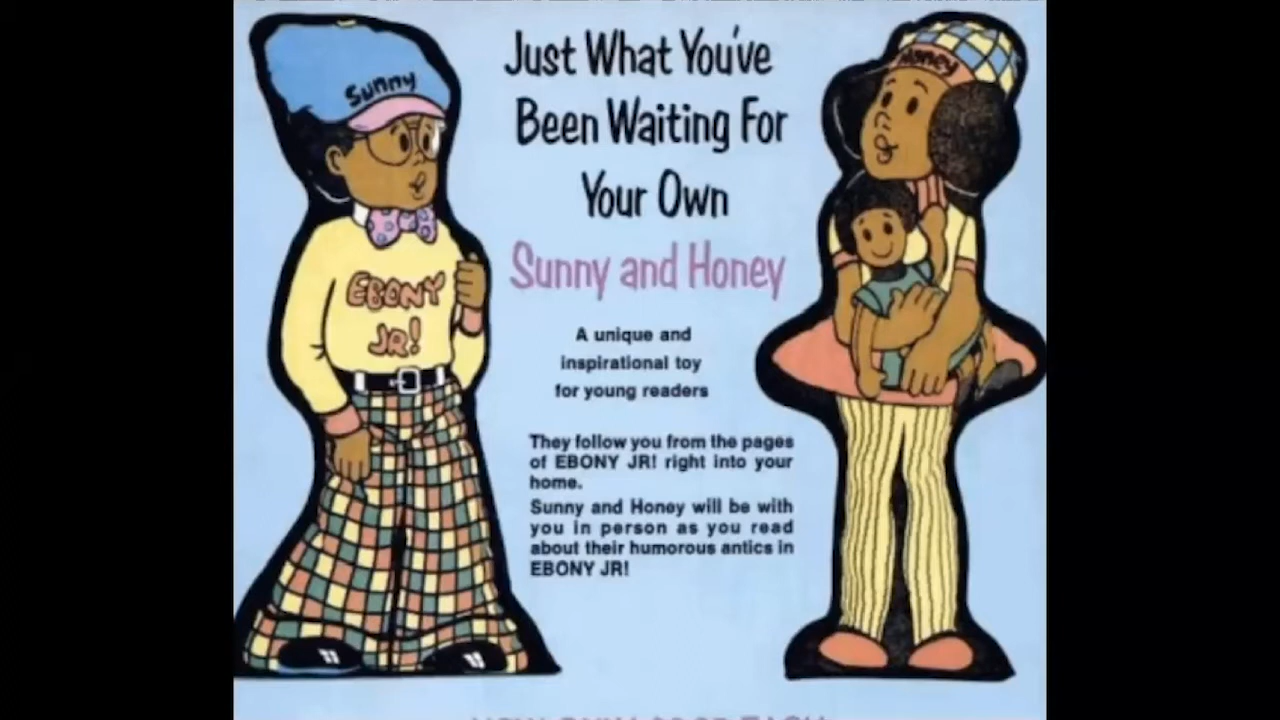 Sunny
Honey
Just What You've
Been Waiting For
Your Own
Sunny and Honey
EBONY
JR!
A unique and
inspirational toy
for young readers
They follow you from the pages
of EBONY JR! right into your
home.
Sunny and Honey will be with
you in person as you read
about their humorous antics in
EBONY JR!